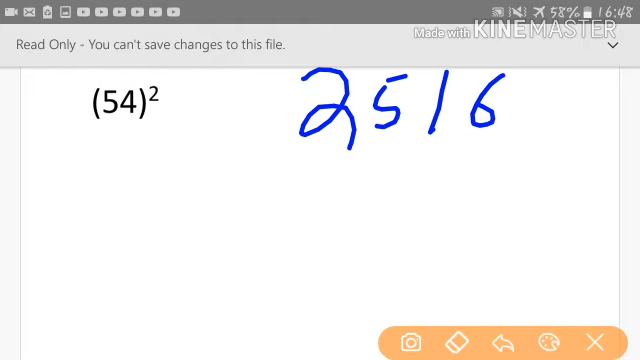 58% 16:48
Made with KINEMASTER
Read Only - You can't save changes to this file.
(54)² 2516